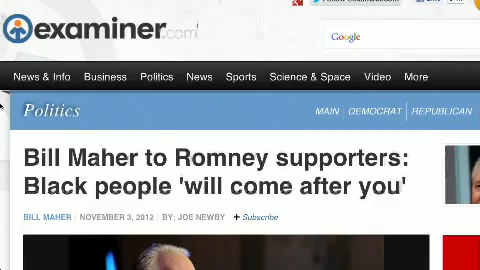 examiner.com
Google
News & Info Business Politics News Sports Science & Space Video More
Politics
MAIN DEMOCRAT REPUBLICAN
Bill Maher to Romney supporters:
Black people 'will come after you'
BILL MAHER | NOVEMBER 3, 2012 | BY: JOE NEWBY + Subscribe